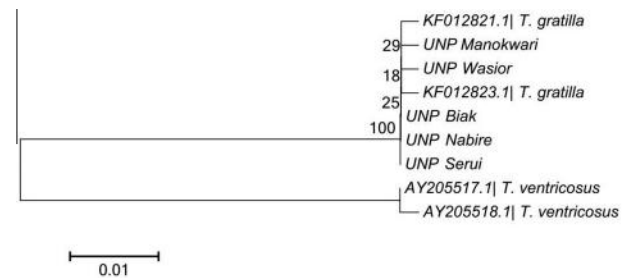 KF012821.1| T. gratilla
29
UNP Manokwari
18
UNP Wasior
KF012823.1| T. gratilla
25
UNP Biak
100
UNP Nabire
UNP Serui
AY205517.1| T. ventricosus
AY205518.1| T. ventricosus
0.01